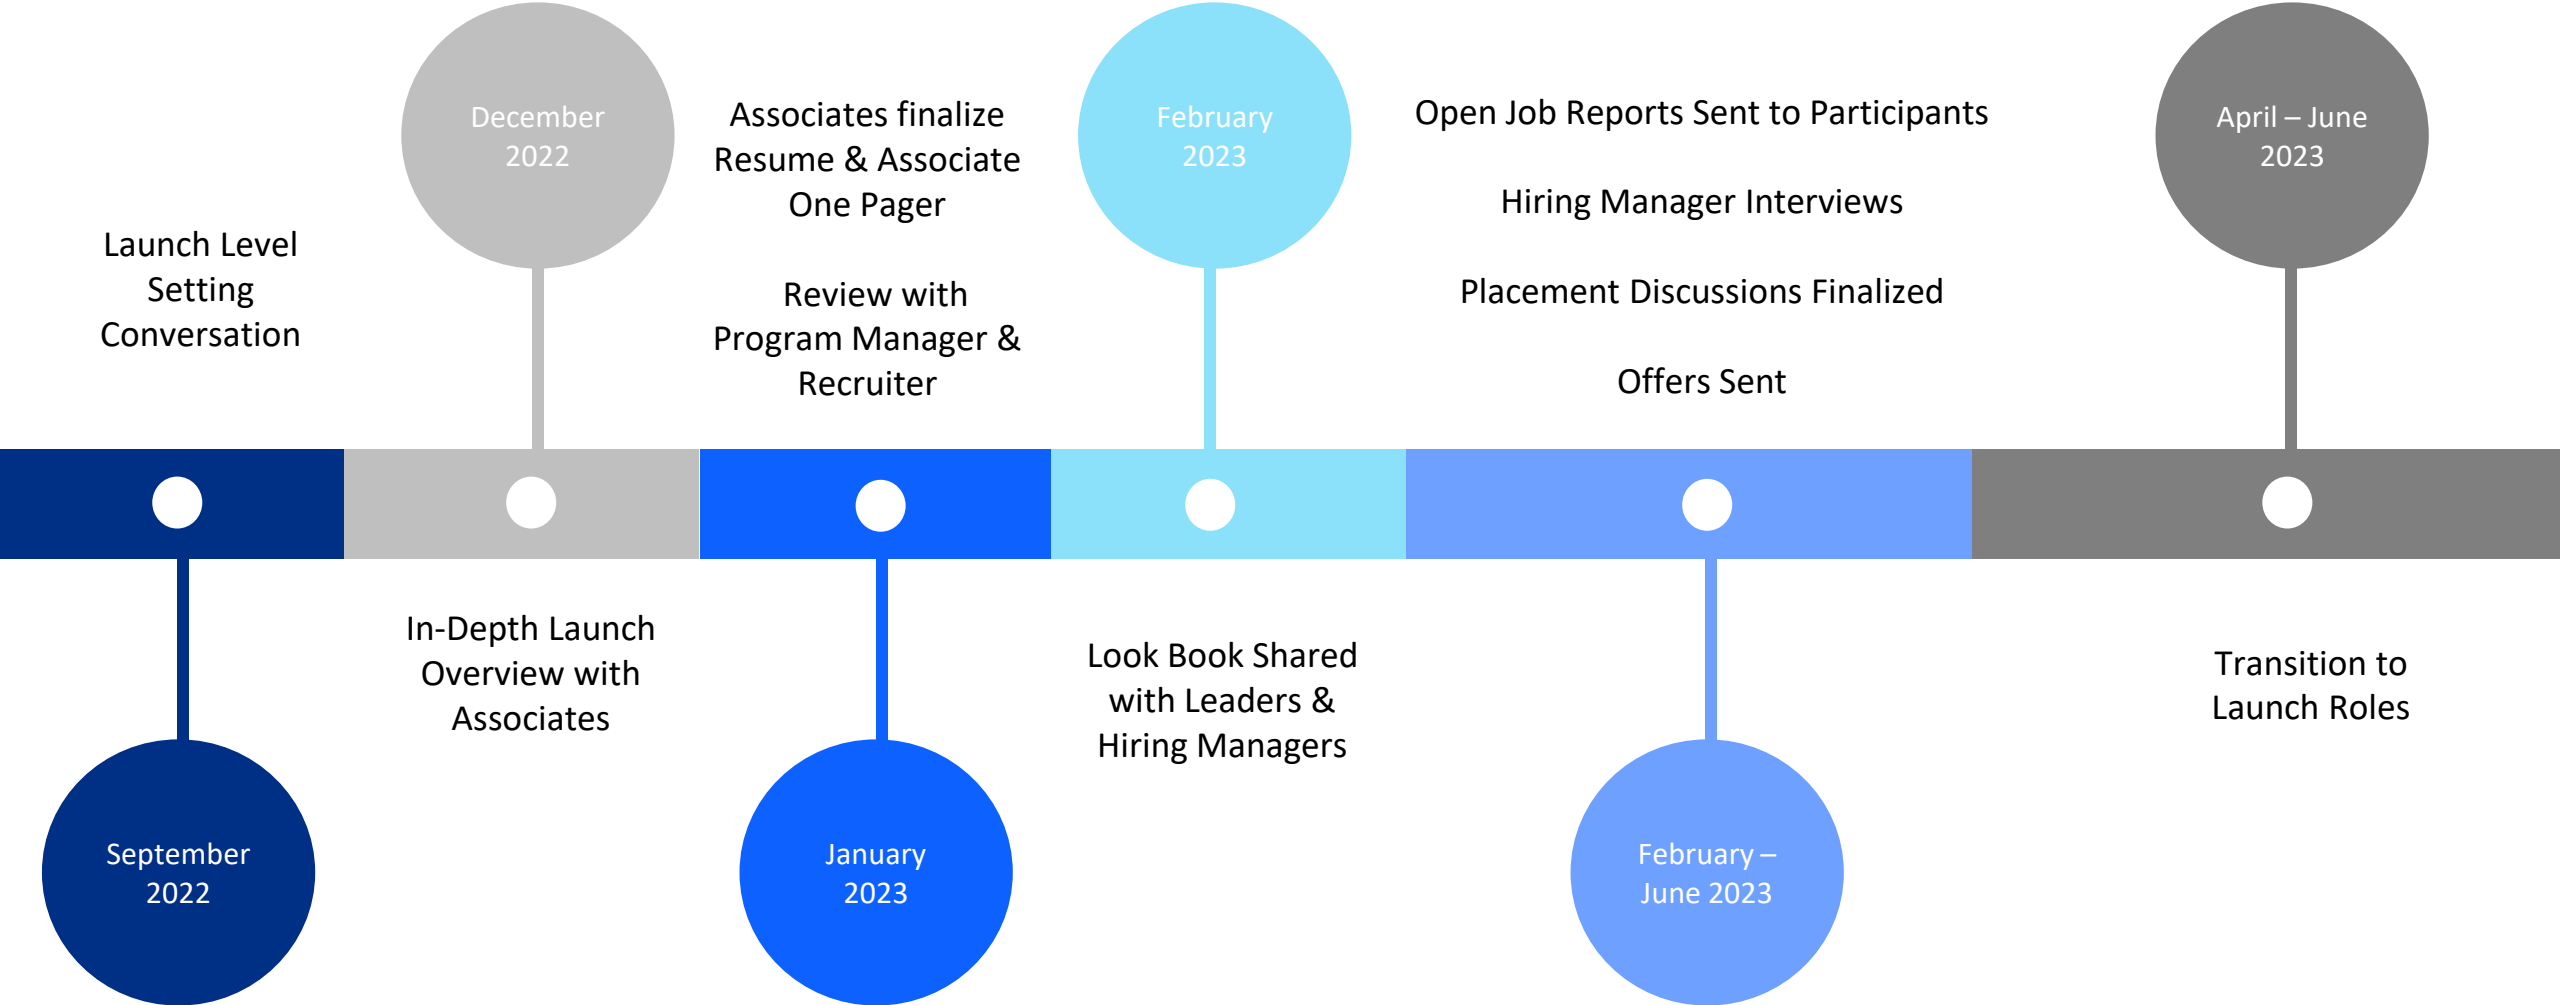 Launch Level
Setting
Conversation
September
2022
December
2022
In-Depth Launch
Overview with
Associates
Associates finalize
Resume & Associate
One Pager
Review with
Program Manager &
Recruiter
January
2023
February
2023
Look Book Shared
with Leaders &
Hiring Managers
Open Job Reports Sent to Participants
Hiring Manager Interviews
Placement Discussions Finalized
Offers Sent
February –
June 2023
April – June
2023
Transition to
Launch Roles